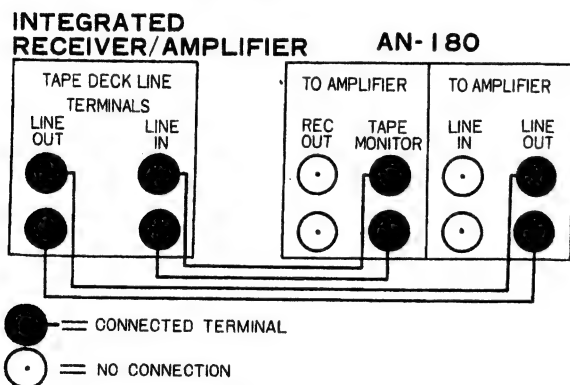 INTEGRATED
RECEIVER/AMPLIFIER
AN-180
TAPE DECK LINE
TERMINALS
LINE
OUT
LINE
IN
TO AMPLIFIER
REC
OUT
TAPE
MONITOR
TO AMPLIFIER
LINE
IN
LINE
OUT
= CONNECTED TERMINAL
= NO CONNECTION